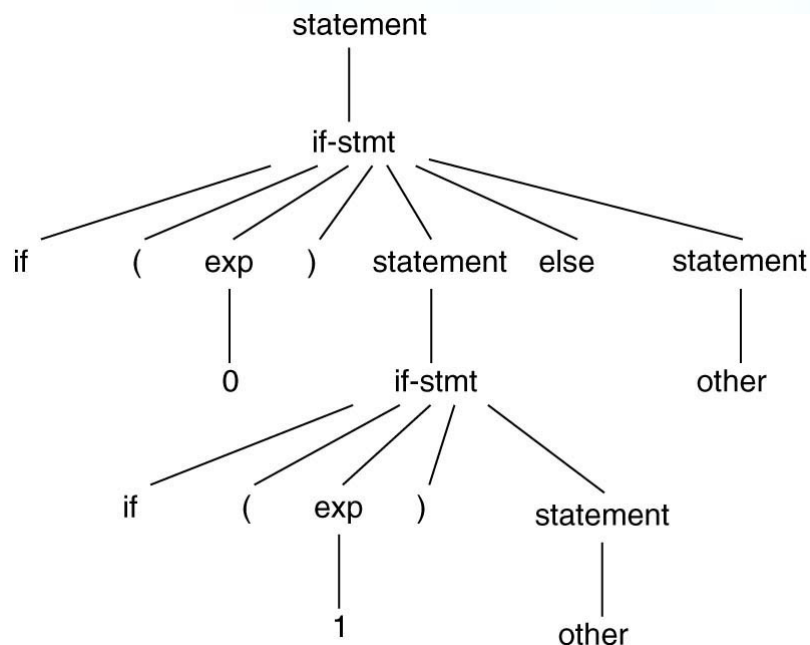 statement
if-stmt
if ( exp ) statement else statement
0 if-stmt other
if ( exp ) statement
1 other